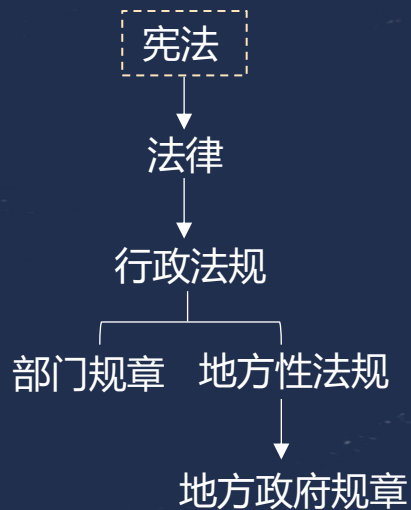 宪法
法律
行政法规
部门规章 地方性法规
地方政府规章